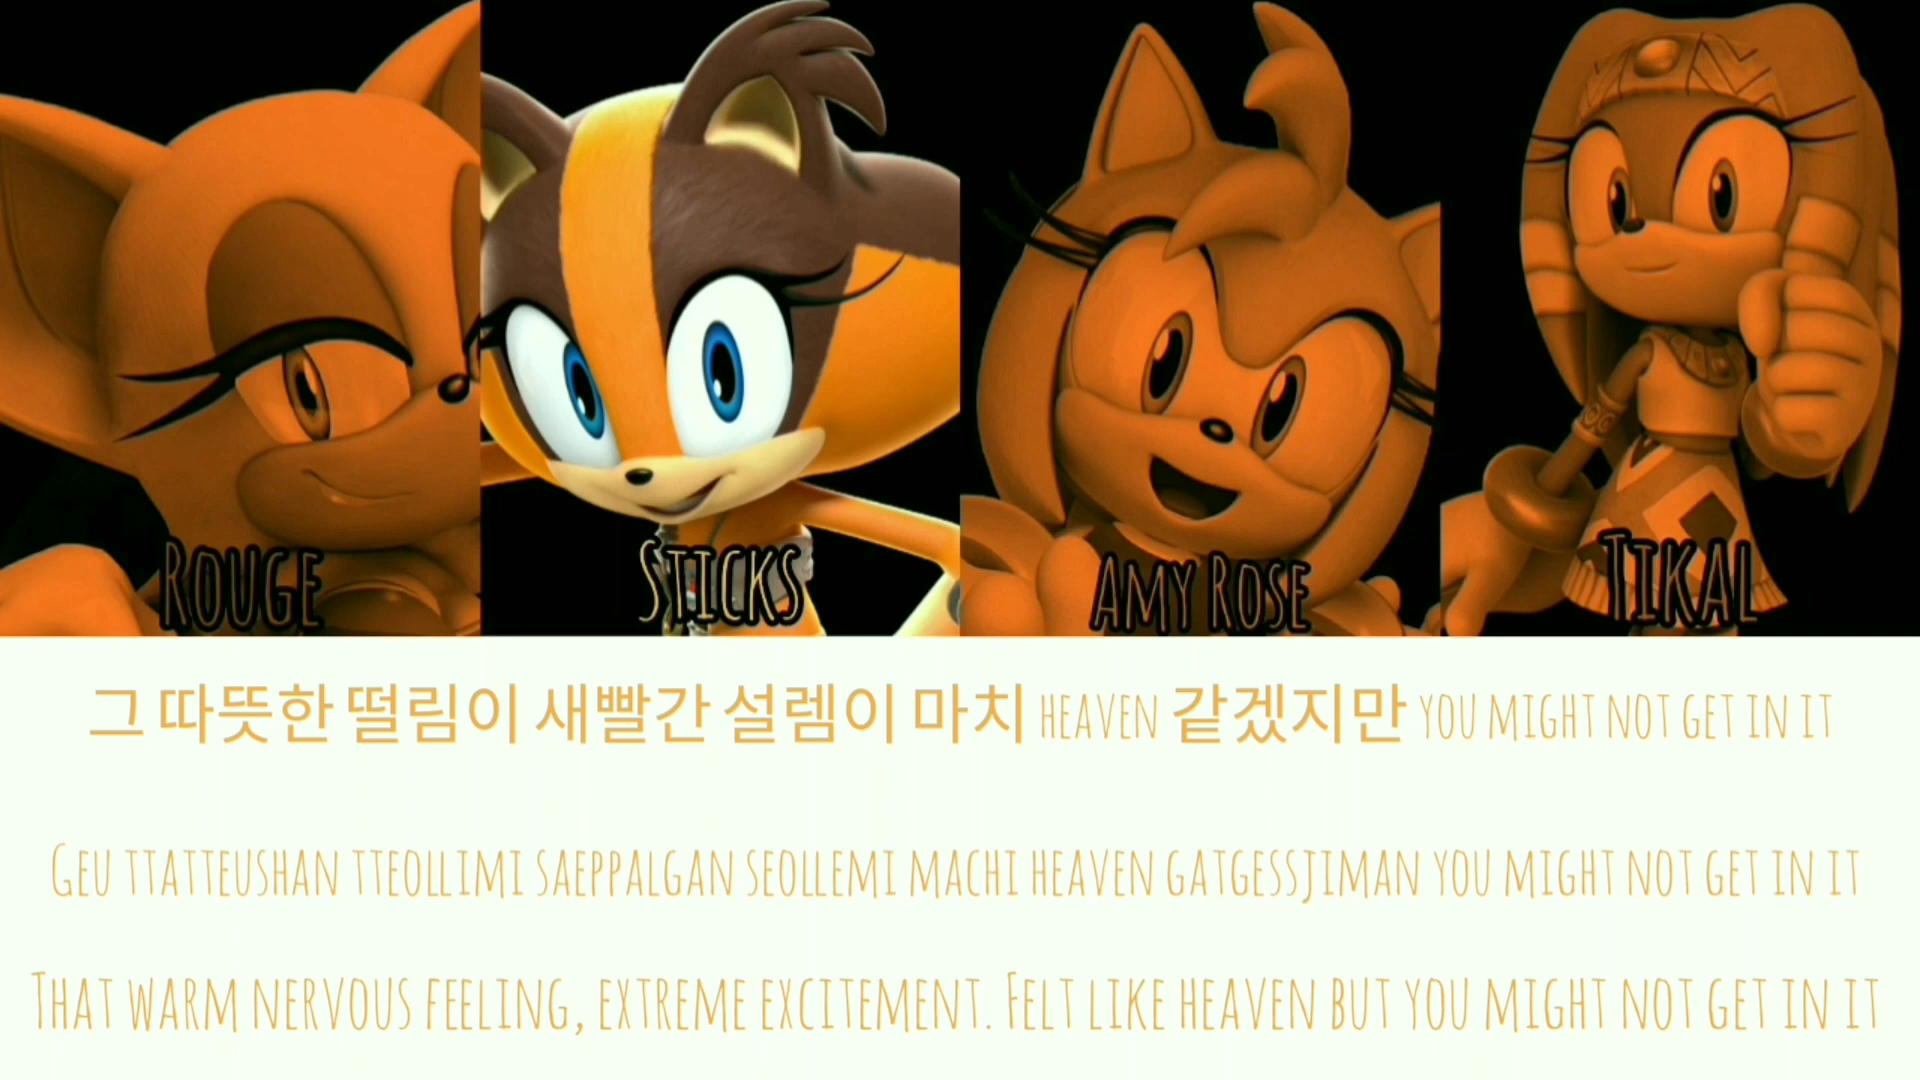 Rouge
Sticks
Amy Rose
Tikal
그 따뜻한 떨림이 새빨간 설렘이 마치 heaven 같겠지만 you might not get in it
Geu ttatteushan tteollimi saeppalgan seollemi machi heaven gatgessjiman you might not get in it
That warm nervous feeling, extreme excitement. Felt like heaven but you might not get in it